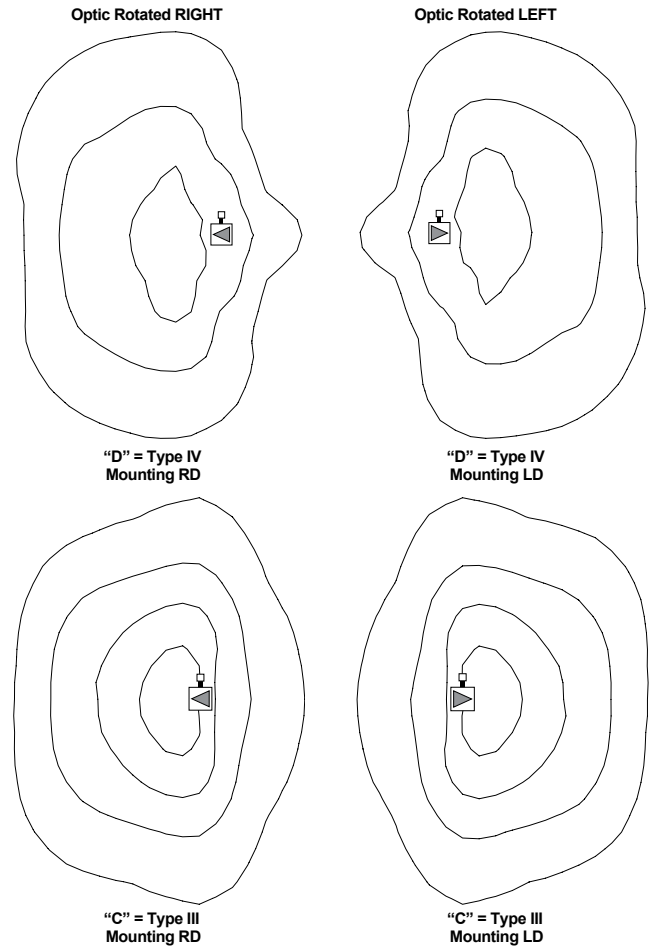 Optic Rotated RIGHT
Optic Rotated LEFT
“D” = Type IV
Mounting RD
“D” = Type IV
Mounting LD
“C” = Type III
Mounting RD
“C” = Type III
Mounting LD